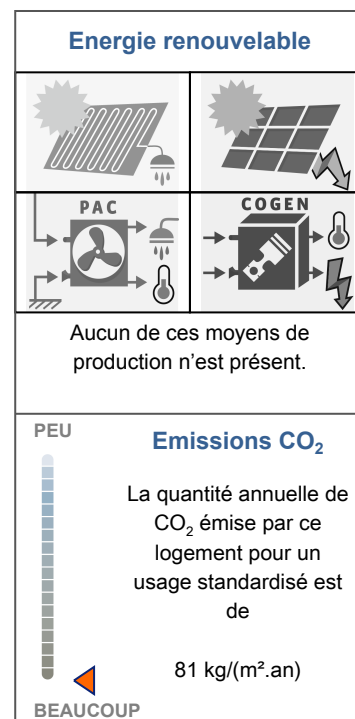 Energie renouvelable
PAC
COGEN
Aucun de ces moyens de
production n'est présent.
PEU
Emissions CO₂
La quantité annuelle de
CO₂ émise par ce
logement pour un
usage standardisé est
de
81 kg/(m².an)
BEAUCOUP